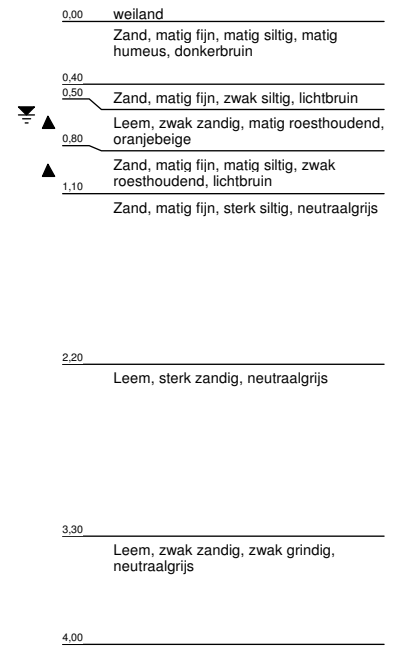 0,00 weiland
Zand, matig fijn, matig siltig, matig
humeus, donkerbruin
0,40
0,50 Zand, matig fijn, zwak siltig, lichtbruin
Leem, zwak zandig, matig roesthoudend,
oranjebeige
0,80
Zand, matig fijn, matig siltig, zwak
roesthoudend, lichtbruin
1,10
Zand, matig fijn, sterk siltig, neutraalgrijs
2,20
Leem, sterk zandig, neutraalgrijs
3,30
Leem, zwak zandig, zwak grindig,
neutraalgrijs
4,00